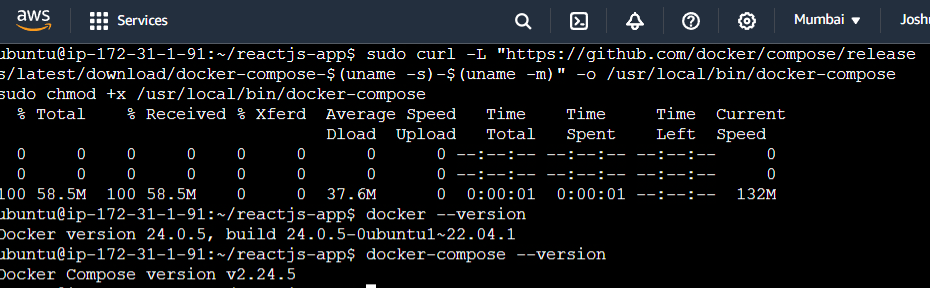 aws Services Mumbai Josh
ubuntu@ip-172-31-1-91:~/reactjs-app$ sudo curl -L "https://github.com/docker/compose/release
s/latest/download/docker-compose-$(uname -s)-$(uname -m)" -o /usr/local/bin/docker-compose
sudo chmod +x /usr/local/bin/docker-compose
% Total % Received % Xferd Average Speed Time Time Time Current
Dload Upload Total Spent Left Speed
0 0 0 0 0 0 0 0 --:--:-- --:--:-- --:--:-- 0
0 0 0 0 0 0 0 0 --:--:-- --:--:-- --:--:-- 0
100 58.5M 100 58.5M 0 0 37.6M 0 0:00:01 0:00:01 --:--:-- 132M
ubuntu@ip-172-31-1-91:~/reactjs-app$ docker --version
Docker version 24.0.5, build 24.0.5-0ubuntu1~22.04.1
ubuntu@ip-172-31-1-91:~/reactjs-app$ docker-compose --version
Docker Compose version v2.24.5